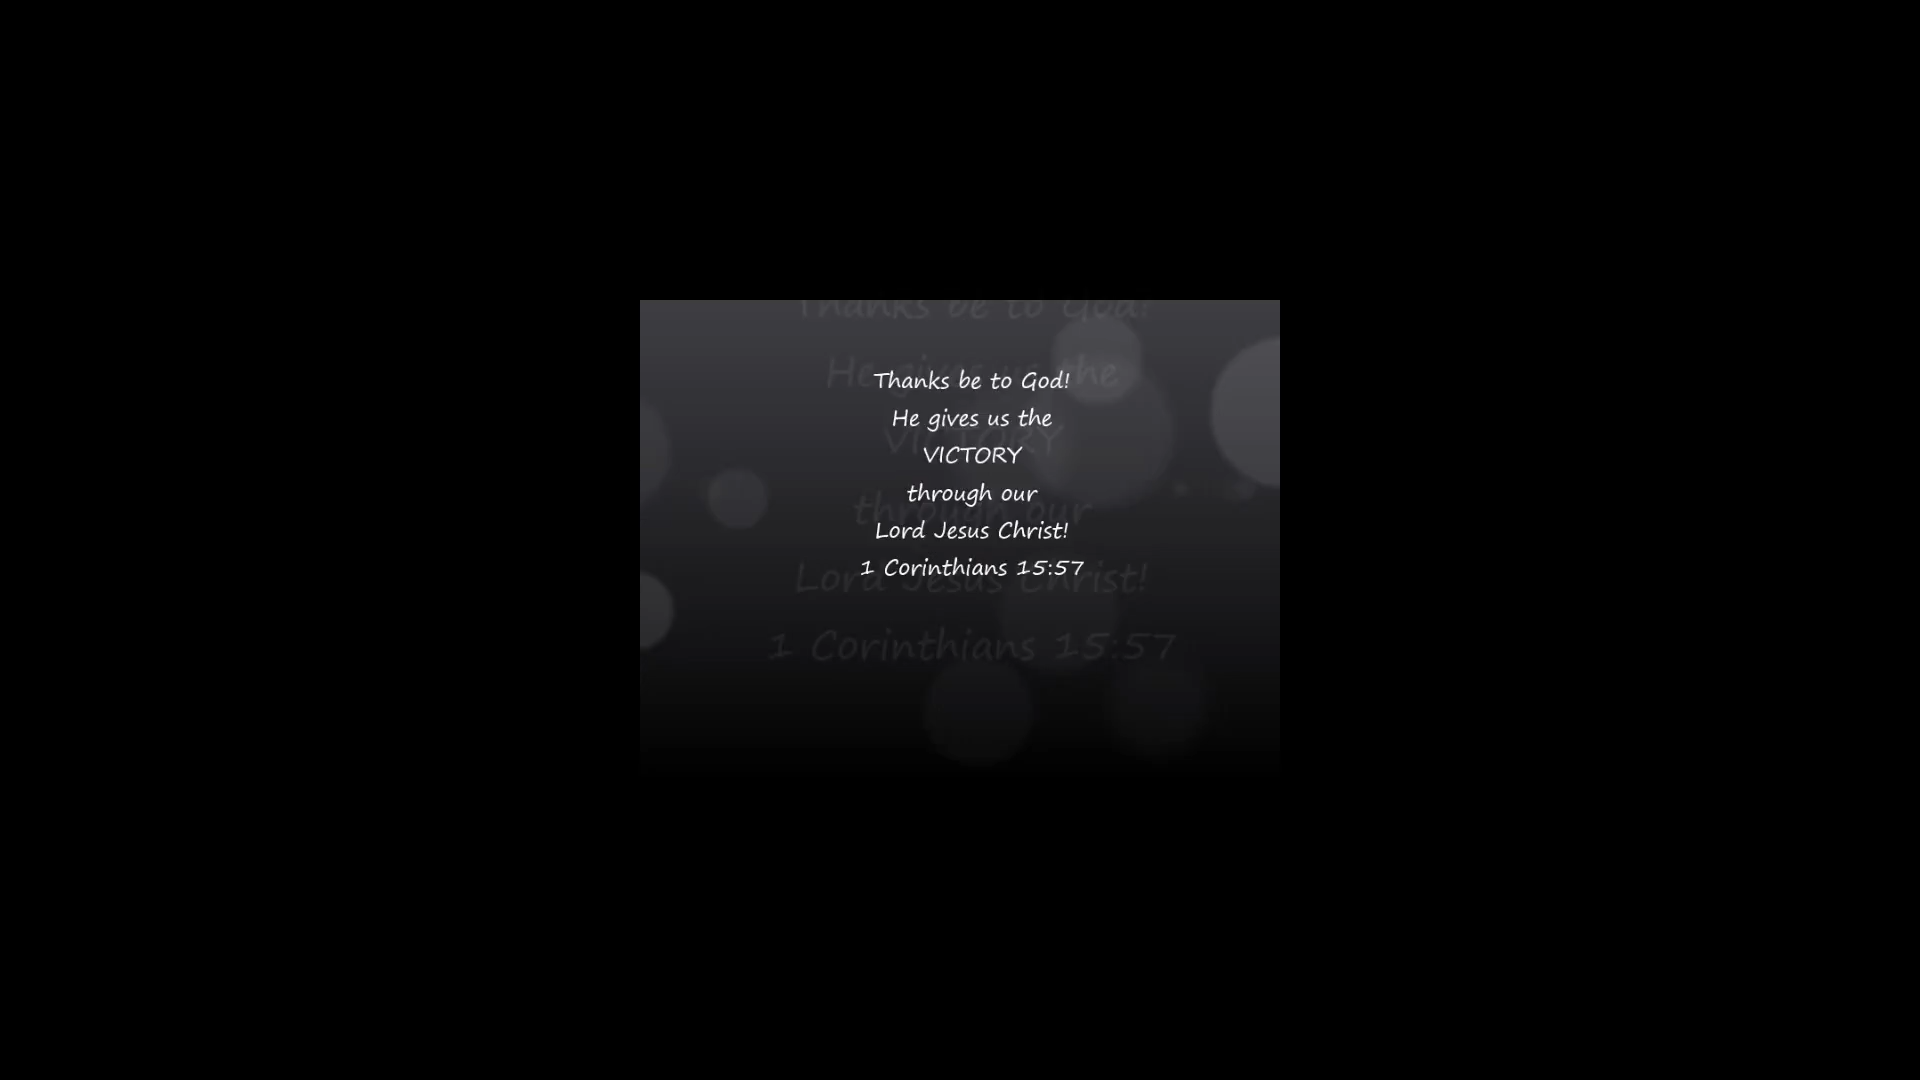 Thanks be to God!
He gives us the
VICTORY
through our
Lord Jesus Christ!
1 Corinthians 15:57